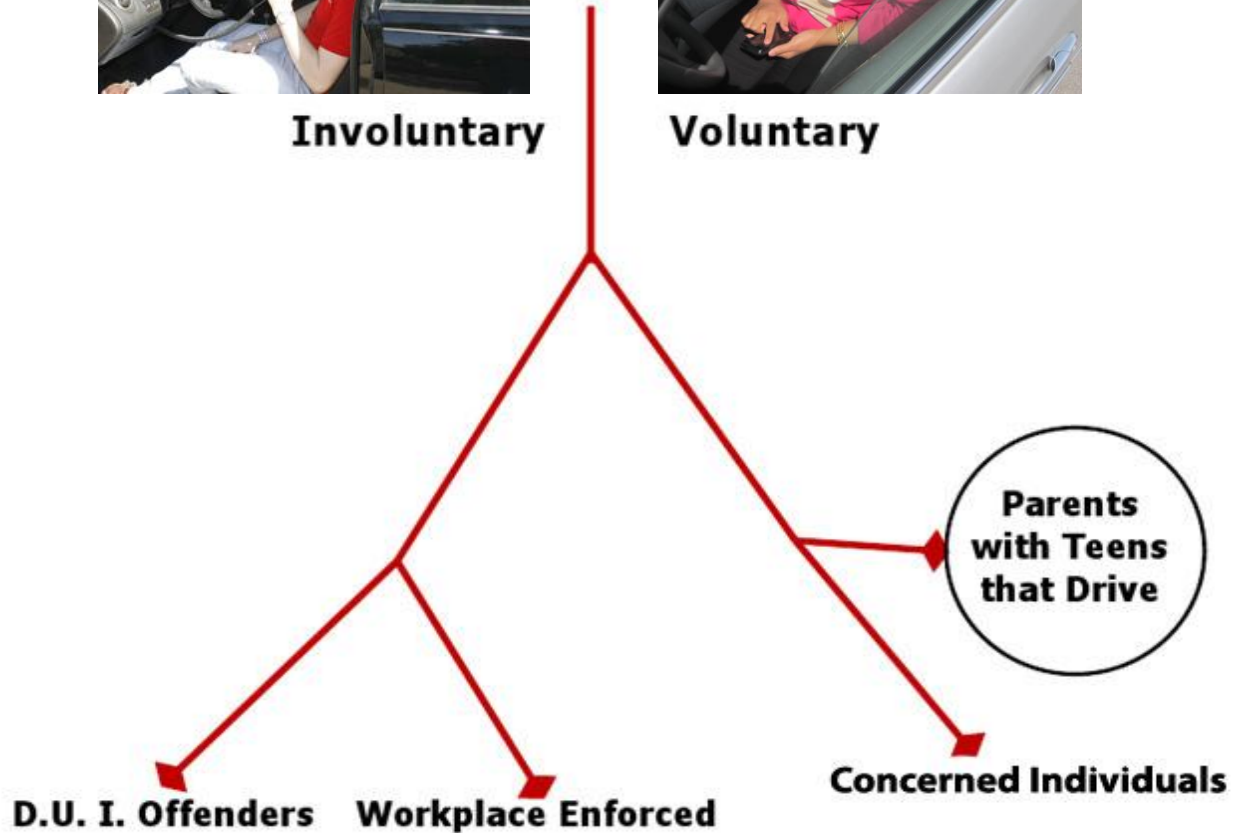 Involuntary
Voluntary
Parents
with Teens
that Drive
Concerned Individuals
D.U. I. Offenders
Workplace Enforced